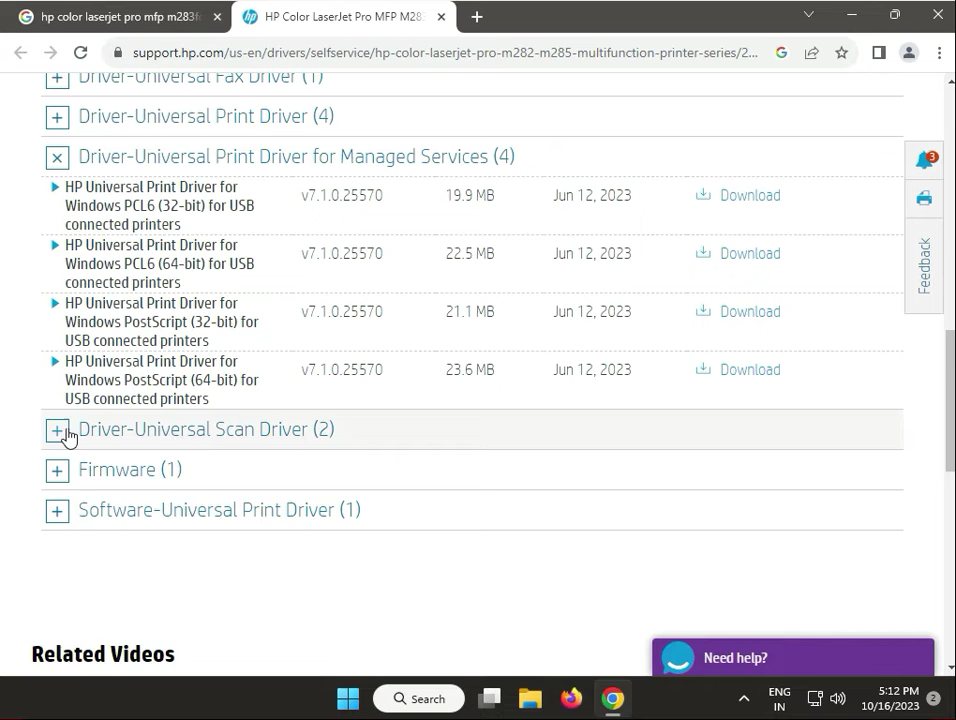 hp color laserjet pro mfp m283f
HP Color LaserJet Pro MFP M28
support.hp.com/us-en/drivers/selfservice/hp-color-laserjet-pro-m282-m285-multifunction-printer-series/2...
Driver-Universal Fax Driver (1)
Driver-Universal Print Driver (4)
Driver-Universal Print Driver for Managed Services (4)
HP Universal Print Driver for
Windows PCL6 (32-bit) for USB
connected printers
v7.1.0.25570 19.9 MB Jun 12, 2023 Download
HP Universal Print Driver for
Windows PCL6 (64-bit) for USB
connected printers
v7.1.0.25570 22.5 MB Jun 12, 2023 Download
HP Universal Print Driver for
Windows PostScript (32-bit) for
USB connected printers
v7.1.0.25570 21.1 MB Jun 12, 2023 Download
HP Universal Print Driver for
Windows PostScript (64-bit) for
USB connected printers
v7.1.0.25570 23.6 MB Jun 12, 2023 Download
Driver-Universal Scan Driver (2)
Firmware (1)
Software-Universal Print Driver (1)
3
Feedback
Related Videos
Need help?
Search
ENG
IN
5:12 PM
10/16/2023
2